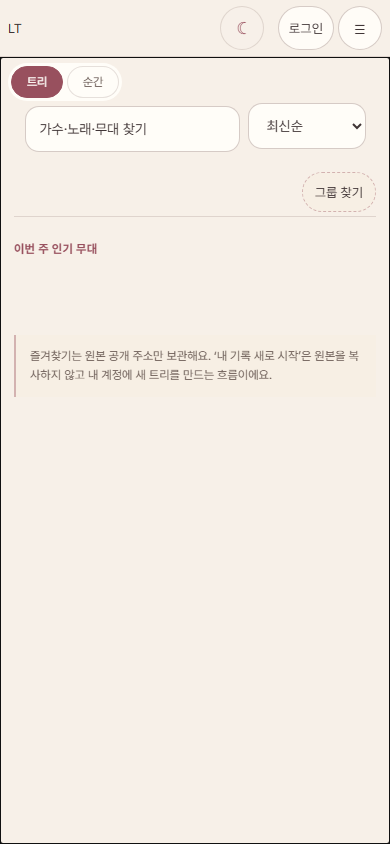 LT
로그인
트리
순간
가수·노래·무대 찾기
최신순
그룹 찾기
이번 주 인기 무대
즐겨찾기는 원본 공개 주소만 보관해요. ‘내 기록 새로 시작’은 원본을 복
사하지 않고 내 계정에 새 트리를 만드는 흐름이에요.